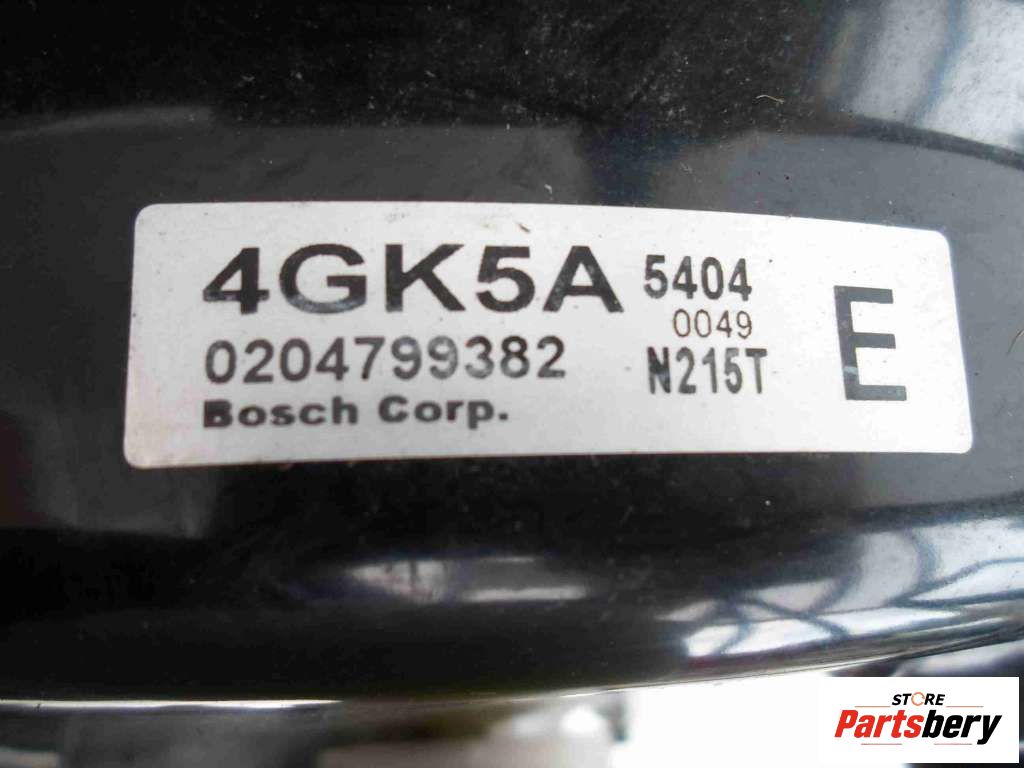 4GK5A 5404
0049
0204799382 N215T
Bosch Corp.
E
STORE
Partsbery